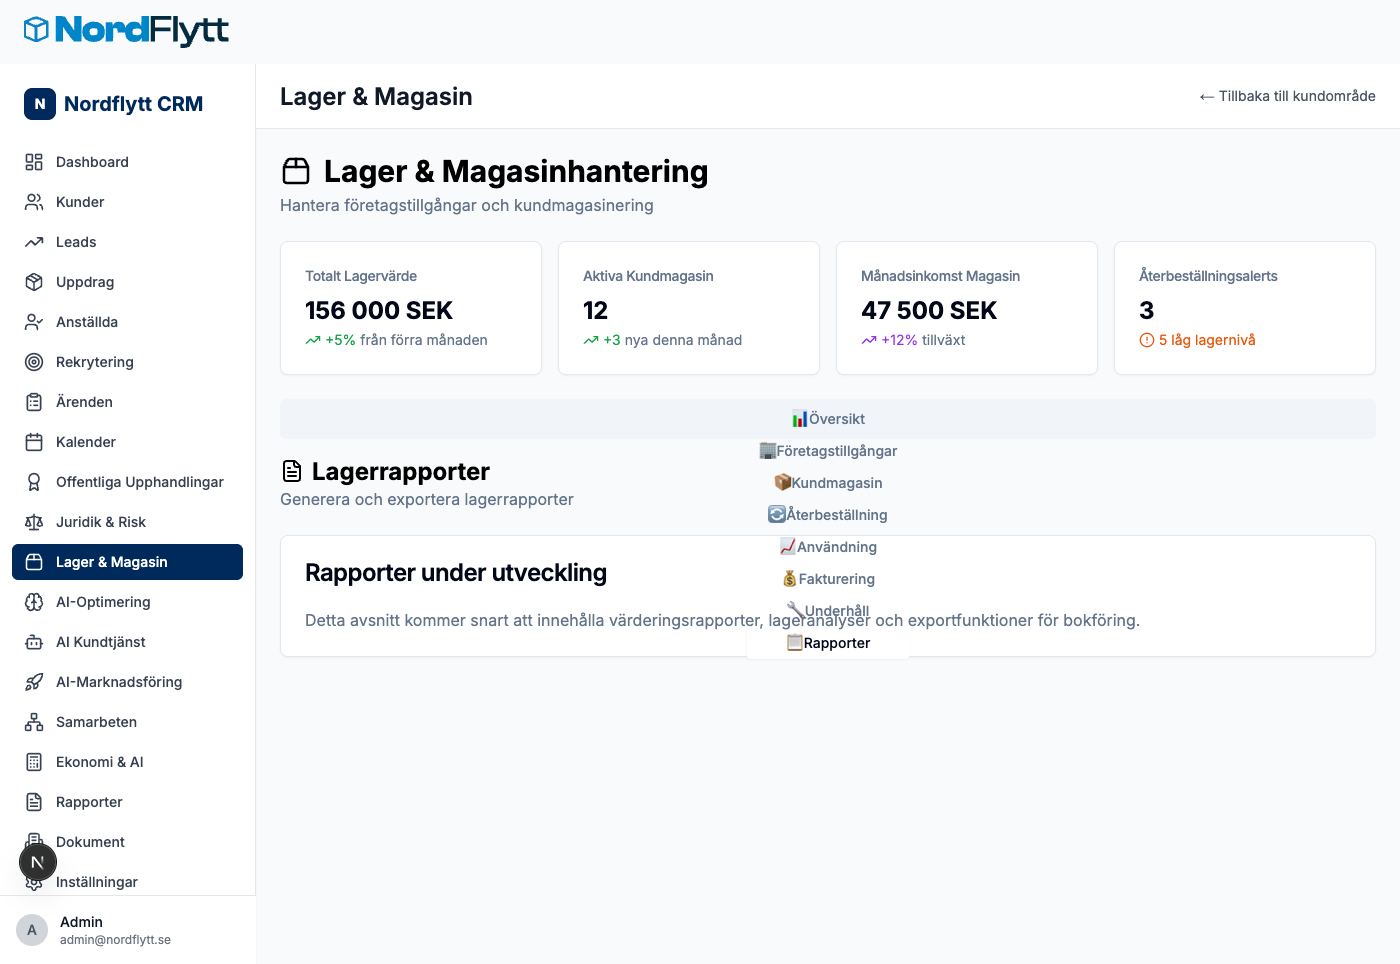 NordFlytt
N
Nordflytt CRM
Dashboard
Kunder
Leads
Uppdrag
Anställda
Rekrytering
Ärenden
Kalender
Offentliga Upphandlingar
Juridik & Risk
Lager & Magasin
AI-Optimering
AI Kundtjänst
AI-Marknadsföring
Samarbeten
Ekonomi & AI
Rapporter
Dokument
N
Inställningar
A
Admin
admin@nordflytt.se
Lager & Magasin
← Tillbaka till kundområde
Lager & Magasinhantering
Hantera företagstillgångar och kundmagasinering
Totalt Lagervärde
156 000 SEK
+5% från förra månaden
Aktiva Kundmagasin
12
+3 nya denna månad
Månadsinkomst Magasin
47 500 SEK
+12% tillväxt
Återbeställningsalerts
3
5 låg lagernivå
Översikt
Företagstillgångar
Kundmagasin
Återbeställning
Användning
Fakturering
Underhåll
Rapporter
Lagerrapporter
Generera och exportera lagerrapporter
Rapporter under utveckling
Detta avsnitt kommer snart att innehålla värderingsrapporter, lageranalyser och exportfunktioner för bokföring.